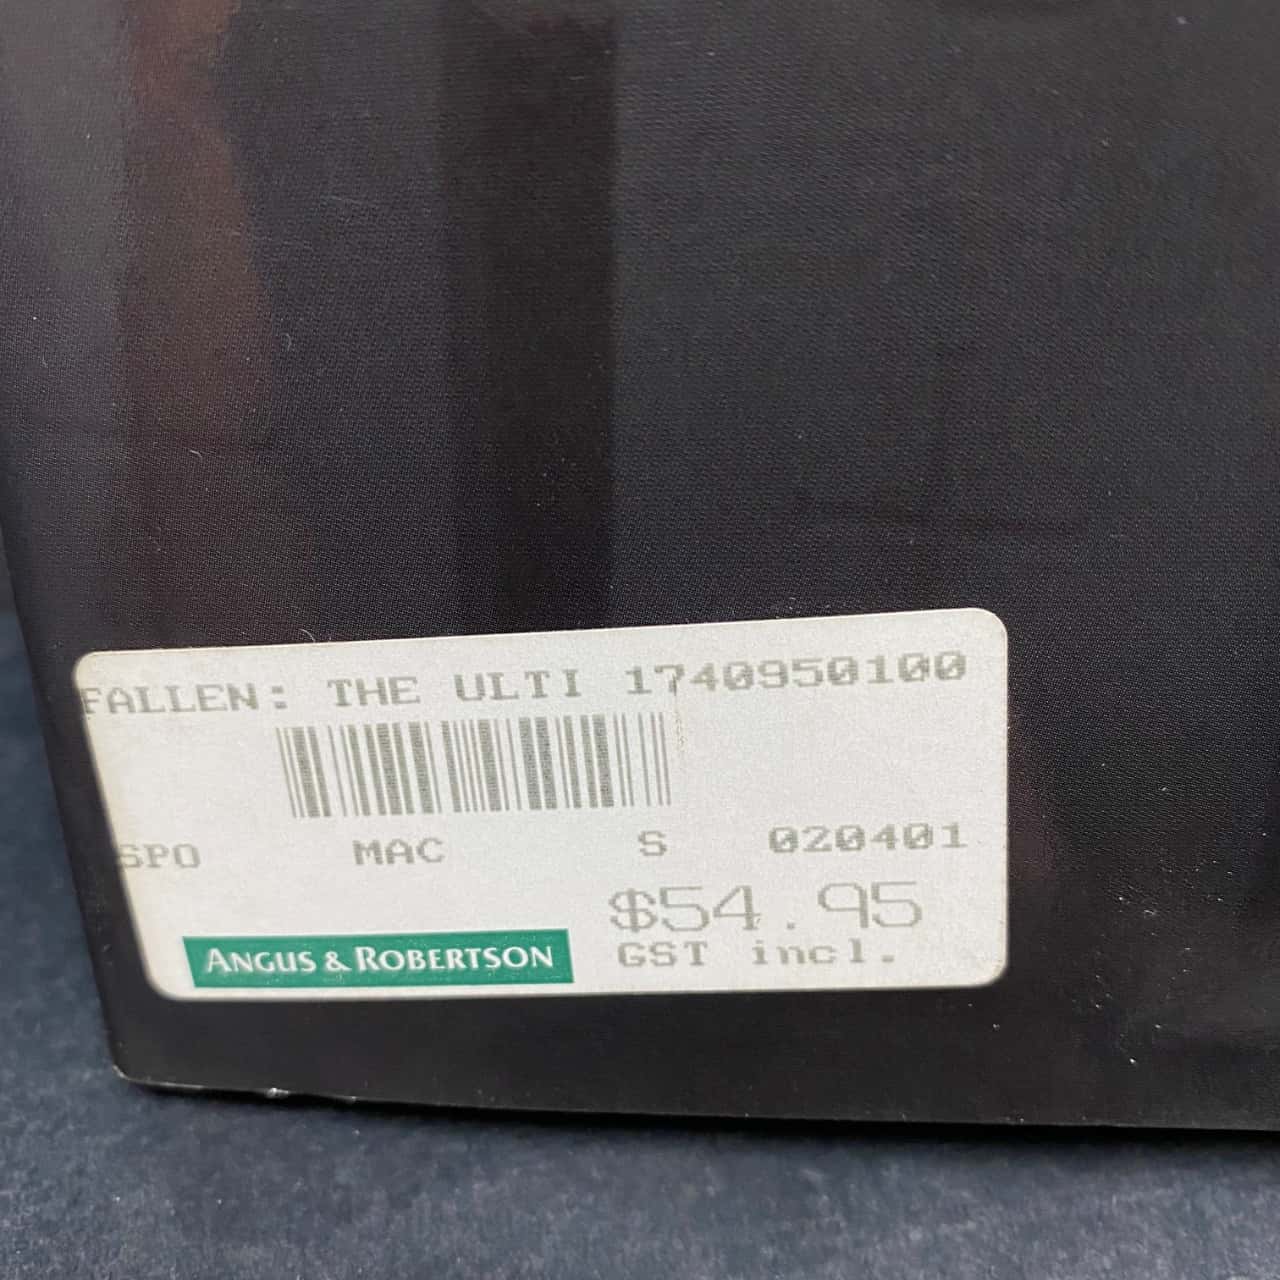 FALLEN: THE ULTI 1740950100
SPO MAC S 020401
$54.95
ANGUS & ROBERTSON GST incl.